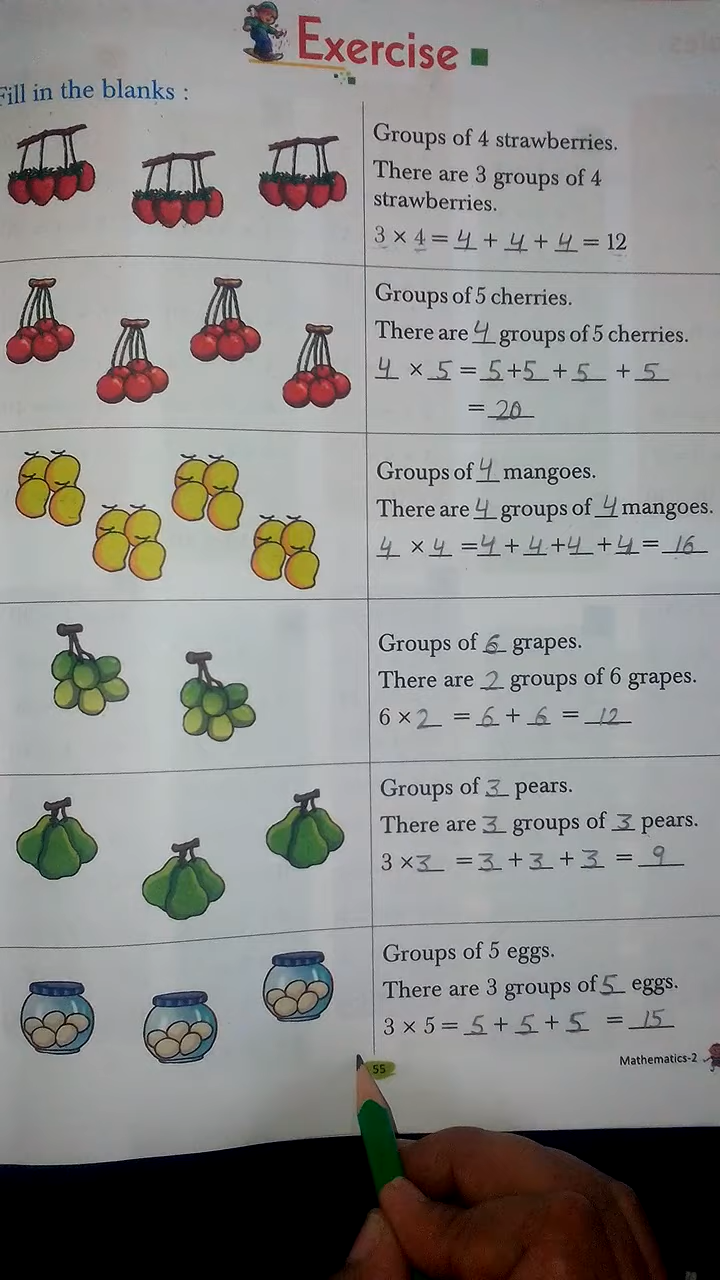 Exercise
Fill in the blanks :
Groups of 4 strawberries.
There are 3 groups of 4
strawberries.
3 × 4 = 4 + 4 + 4 = 12
Groups of 5 cherries.
There are 4 groups of 5 cherries.
4 × 5 = 5 + 5 + 5 + 5
= 20
Groups of 4 mangoes.
There are 4 groups of 4 mangoes.
4 × 4 = 4 + 4 + 4 + 4 = 16
Groups of 6 grapes.
There are 2 groups of 6 grapes.
6 × 2 = 6 + 6 = 12
Groups of 3 pears.
There are 3 groups of 3 pears.
3 × 3 = 3 + 3 + 3 = 9
Groups of 5 eggs.
There are 3 groups of 5 eggs.
3 × 5 = 5 + 5 + 5 = 15
55
Mathematics-2